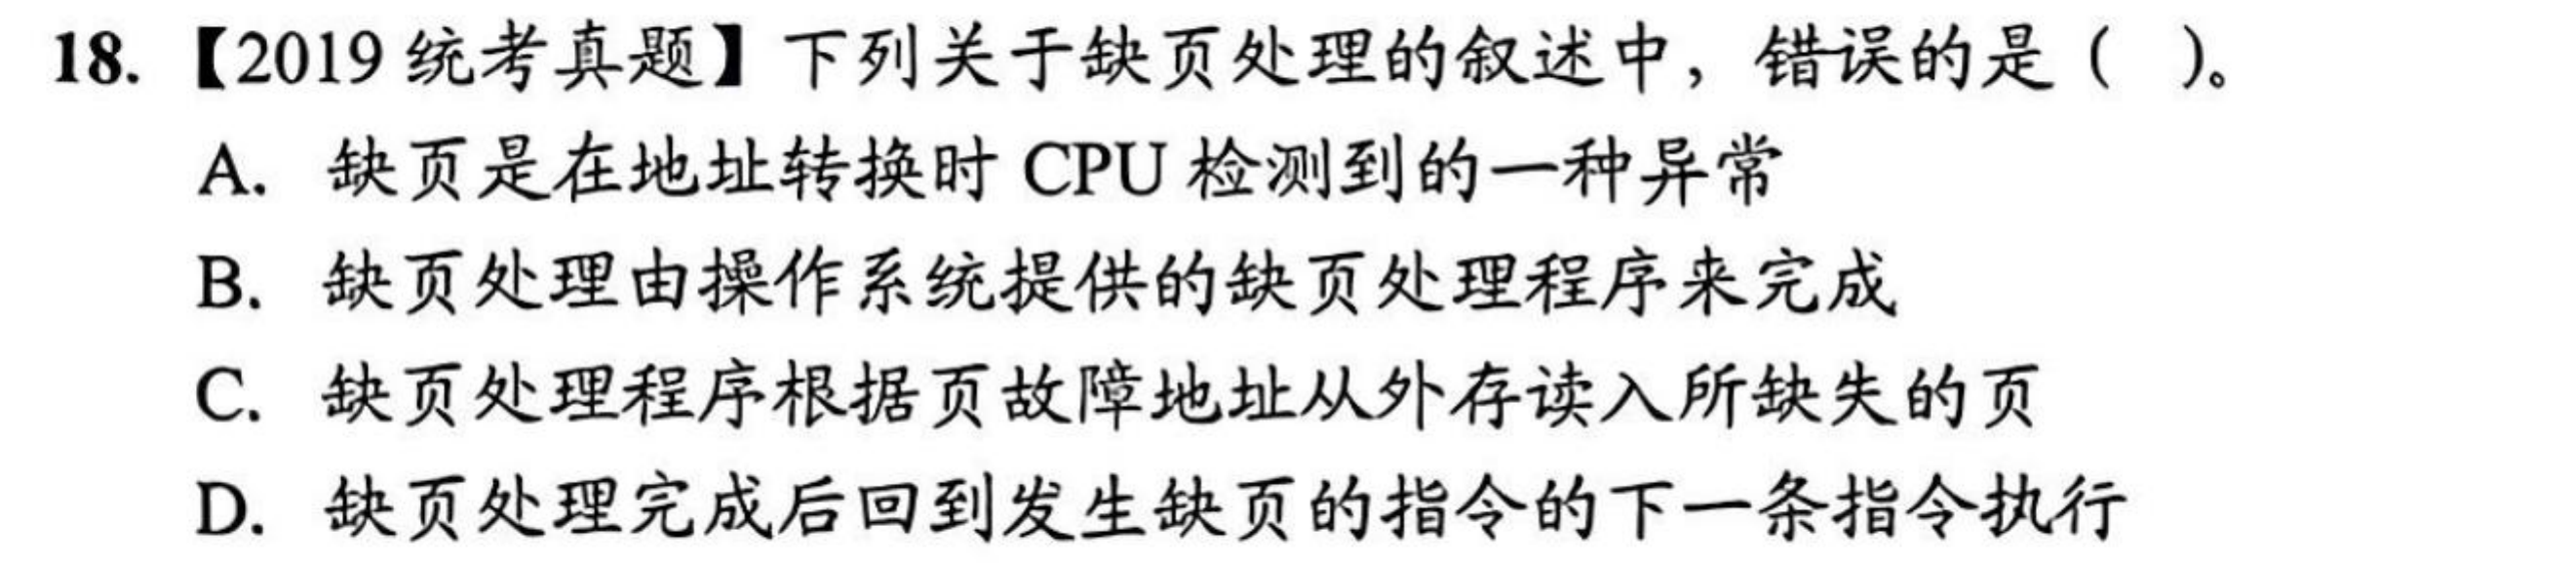 18. 【2019 统考真题】下列关于缺页处理的叙述中，错误的是（ ）。
A. 缺页是在地址转换时 CPU 检测到的一种异常
B. 缺页处理由操作系统提供的缺页处理程序来完成
C. 缺页处理程序根据页故障地址从外存读入所缺失的页
D. 缺页处理完成后回到发生缺页的指令的下一条指令执行